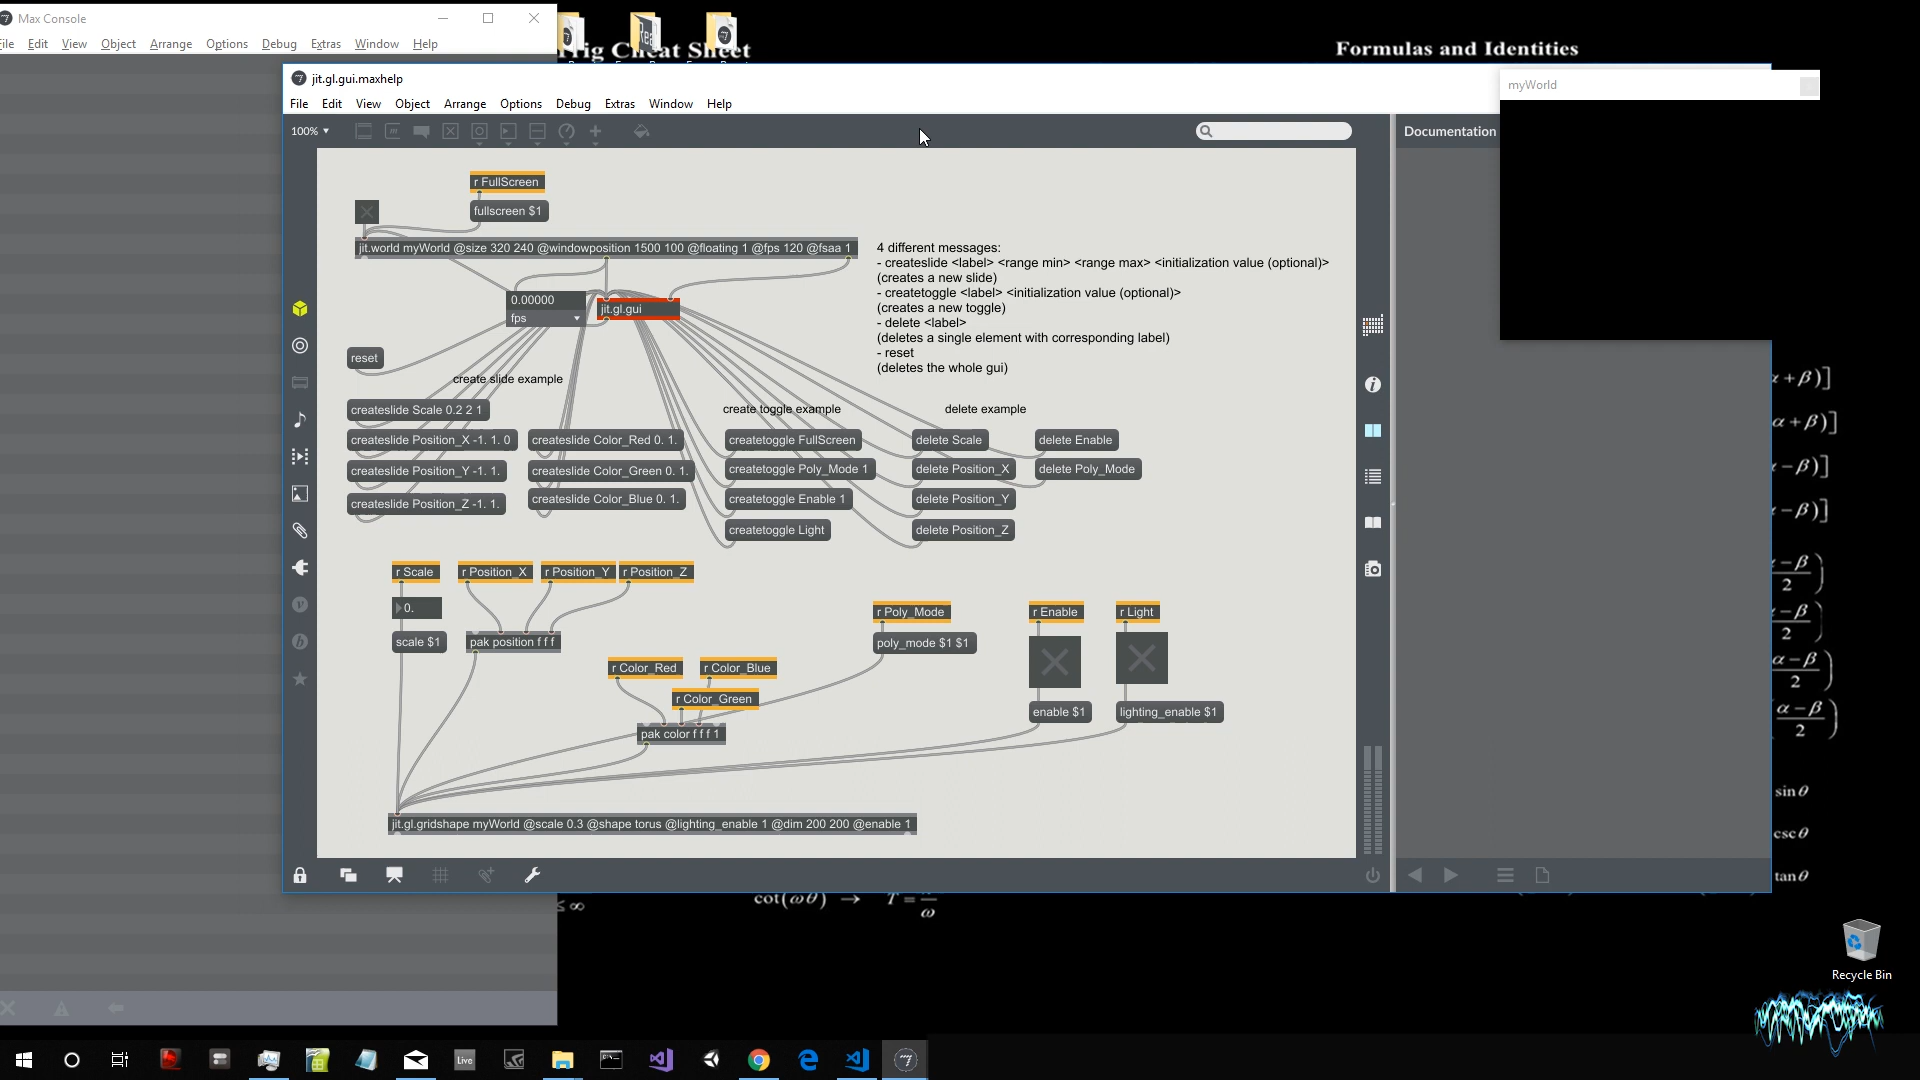 Max Console
File Edit View Object Arrange Options Debug Extras Window Help
Trig Cheat Sheet
Formulas and Identities
jit.gl.gui.maxhelp
File Edit View Object Arrange Options Debug Extras Window Help
myWorld
100%
Documentation
r FullScreen
fullscreen $1
jit.world myWorld @size 320 240 @windowposition 1500 100 @floating 1 @fps 120 @fsaa 1
4 different messages:
- createslide <label> <range min> <range max> <initialization value (optional)>
(creates a new slide)
- createtoggle <label> <initialization value (optional)>
(creates a new toggle)
- delete <label>
(deletes a single element with corresponding label)
- reset
(deletes the whole gui)
0.00000
fps
jit.gl.gui
reset
create slide example
create toggle example
delete example
createslide Scale 0.2 2 1
createslide Position_X -1. 1. 0
createslide Position_Y -1. 1.
createslide Position_Z -1. 1.
createslide Color_Red 0. 1.
createslide Color_Green 0. 1.
createslide Color_Blue 0. 1.
createtoggle FullScreen
createtoggle Poly_Mode 1
createtoggle Enable 1
createtoggle Light
delete Scale
delete Position_X
delete Position_Y
delete Position_Z
delete Enable
delete Poly_Mode
r Scale
r Position_X
r Position_Y
r Position_Z
0.
scale $1
pak position f f f
r Color_Red
r Color_Blue
r Color_Green
pak color f f f 1
r Poly_Mode
poly_mode $1 $1
r Enable
enable $1
r Light
lighting_enable $1
jit.gl.gridshape myWorld @scale 0.3 @shape torus @lighting_enable 1 @dim 200 200 @enable 1
α+β)]
α+β)]
-β)]
-β)]
-β
2
-β
2
α-β
2
α-β
2
sin θ
csc θ
tan θ
≤ ∞
cot(ωθ) → T =
ω
Recycle Bin
Live